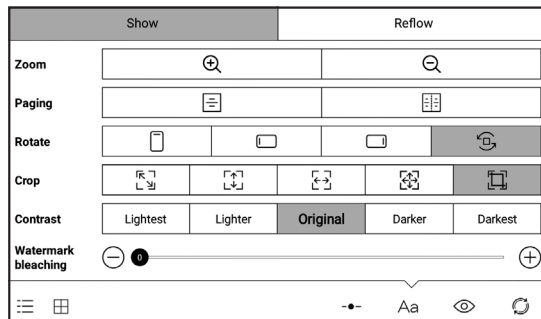 Show
Reflow
Zoom
Paging
Rotate
Crop
Contrast
Lightest
Lighter
Original
Darker
Darkest
Watermark
bleaching
0
Aa